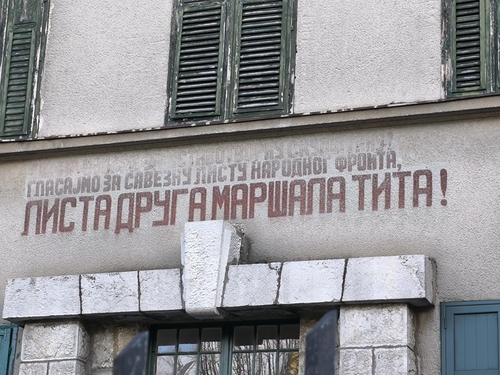 ГЛАСАЈМО ЗА САВЕЗНУ ЛИСТУ НАРОДНОГ ФРОНТА,
ЛИСТА ДРУГА МАРШАЛА ТИТА!